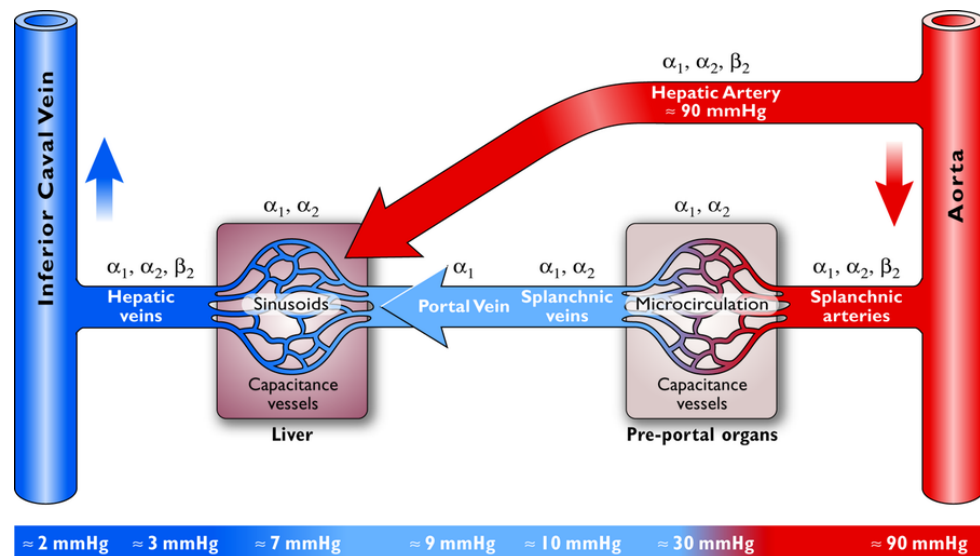 α1, α2, β2
Hepatic Artery
≈ 90 mmHg
Inferior Caval Vein
Aorta
α1, α2
α1, α2
α1, α2, β2
α1
α1, α2
α1, α2, β2
Hepatic
veins
Sinusoids
Portal Vein
Splanchnic
veins
Microcirculation
Splanchnic
arteries
Capacitance
vessels
Capacitance
vessels
Liver
Pre-portal organs
≈ 2 mmHg ≈ 3 mmHg ≈ 7 mmHg ≈ 9 mmHg ≈ 10 mmHg ≈ 30 mmHg ≈ 90 mmHg